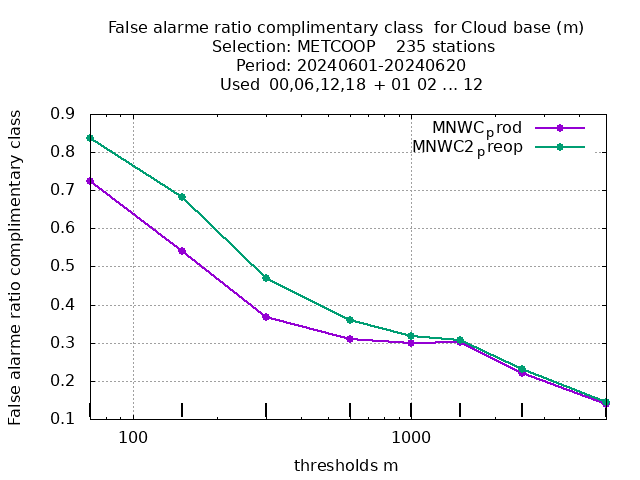 False alarme ratio complimentary class  for Cloud base (m)
Selection: METCOOP    235 stations
Period: 20240601-20240620
Used 00,06,12,18 + 01 02 ... 12
False alarme ratio complimentary class
0.9
0.8
0.7
0.6
0.5
0.4
0.3
0.2
0.1
MNWCprod
MNWC2preop
100
1000
thresholds m